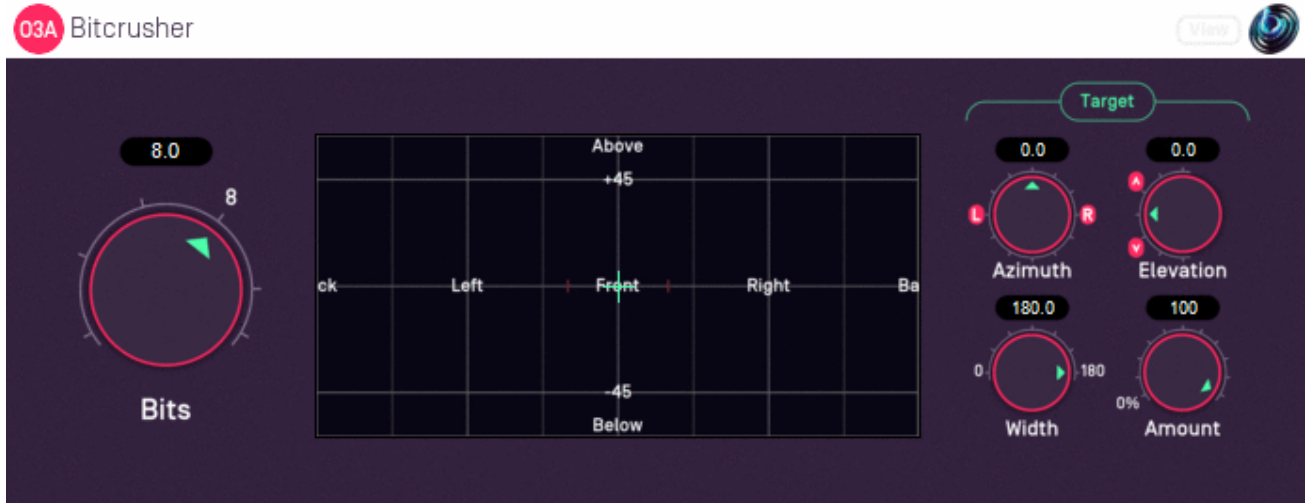 O3A Bitcrusher
View
Target
8.0
8
Bits
Above
+45
ck Left Front Right Ba
-45
Below
0.0 0.0
L R
Azimuth Elevation
180.0 100
0 180 0%
Width Amount